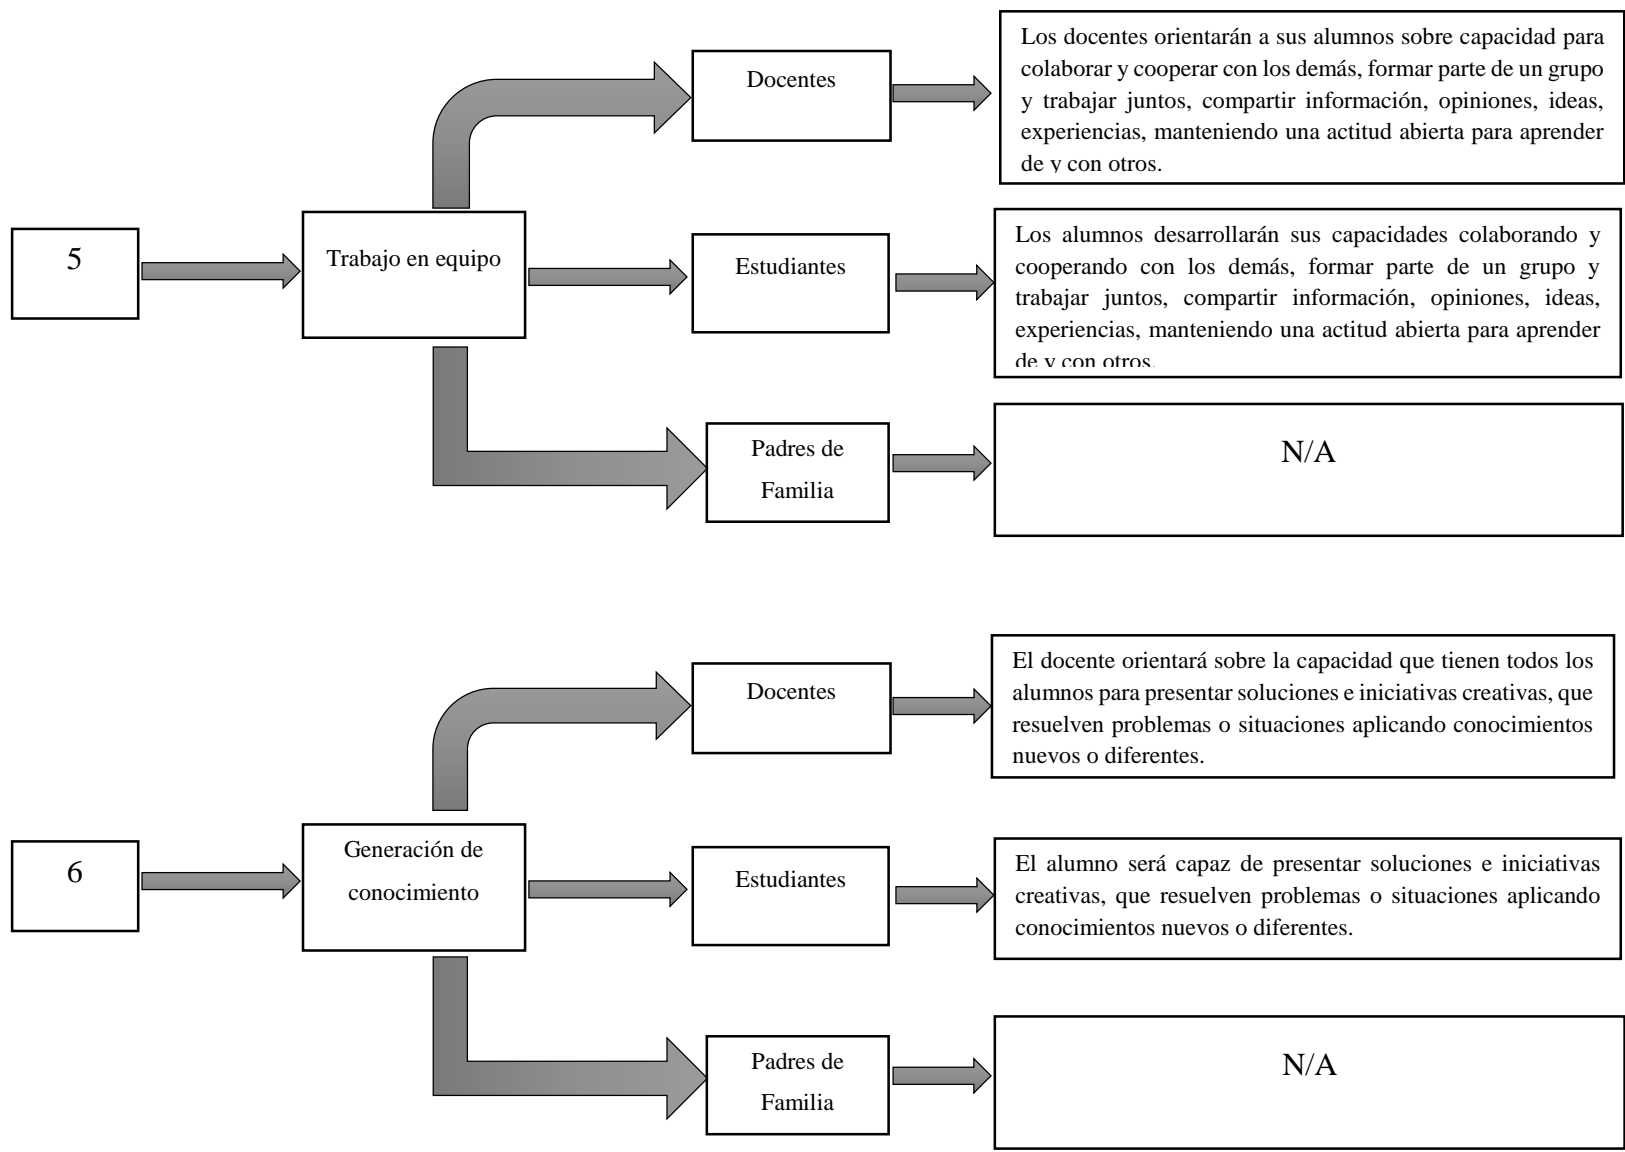 Docentes
Los docentes orientarán a sus alumnos sobre capacidad para
colaborar y cooperar con los demás, formar parte de un grupo
y trabajar juntos, compartir información, opiniones, ideas,
experiencias, manteniendo una actitud abierta para aprender
de y con otros.
5
Trabajo en equipo
Estudiantes
Los alumnos desarrollarán sus capacidades colaborando y
cooperando con los demás, formar parte de un grupo y
trabajar juntos, compartir información, opiniones, ideas,
experiencias, manteniendo una actitud abierta para aprender
de y con otros.
Padres de
Familia
N/A
Docentes
El docente orientará sobre la capacidad que tienen todos los
alumnos para presentar soluciones e iniciativas creativas, que
resuelven problemas o situaciones aplicando conocimientos
nuevos o diferentes.
6
Generación de
conocimiento
Estudiantes
El alumno será capaz de presentar soluciones e iniciativas
creativas, que resuelven problemas o situaciones aplicando
conocimientos nuevos o diferentes.
Padres de
Familia
N/A